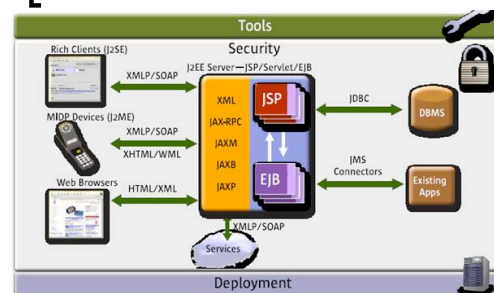 Tools
Security
Rich Clients (J2SE)
J2EE Server—JSP/Servlet/EJB
XMLP/SOAP
XML
JAX-RPC
JAXM
JAXB
JAXP
JSP
EJB
JDBC
DBMS
MIDP Devices (J2ME)
XMLP/SOAP
XHTML/WML
JMS
Connectors
Existing
Apps
Web Browsers
HTML/XML
XMLP/SOAP
Services
Deployment